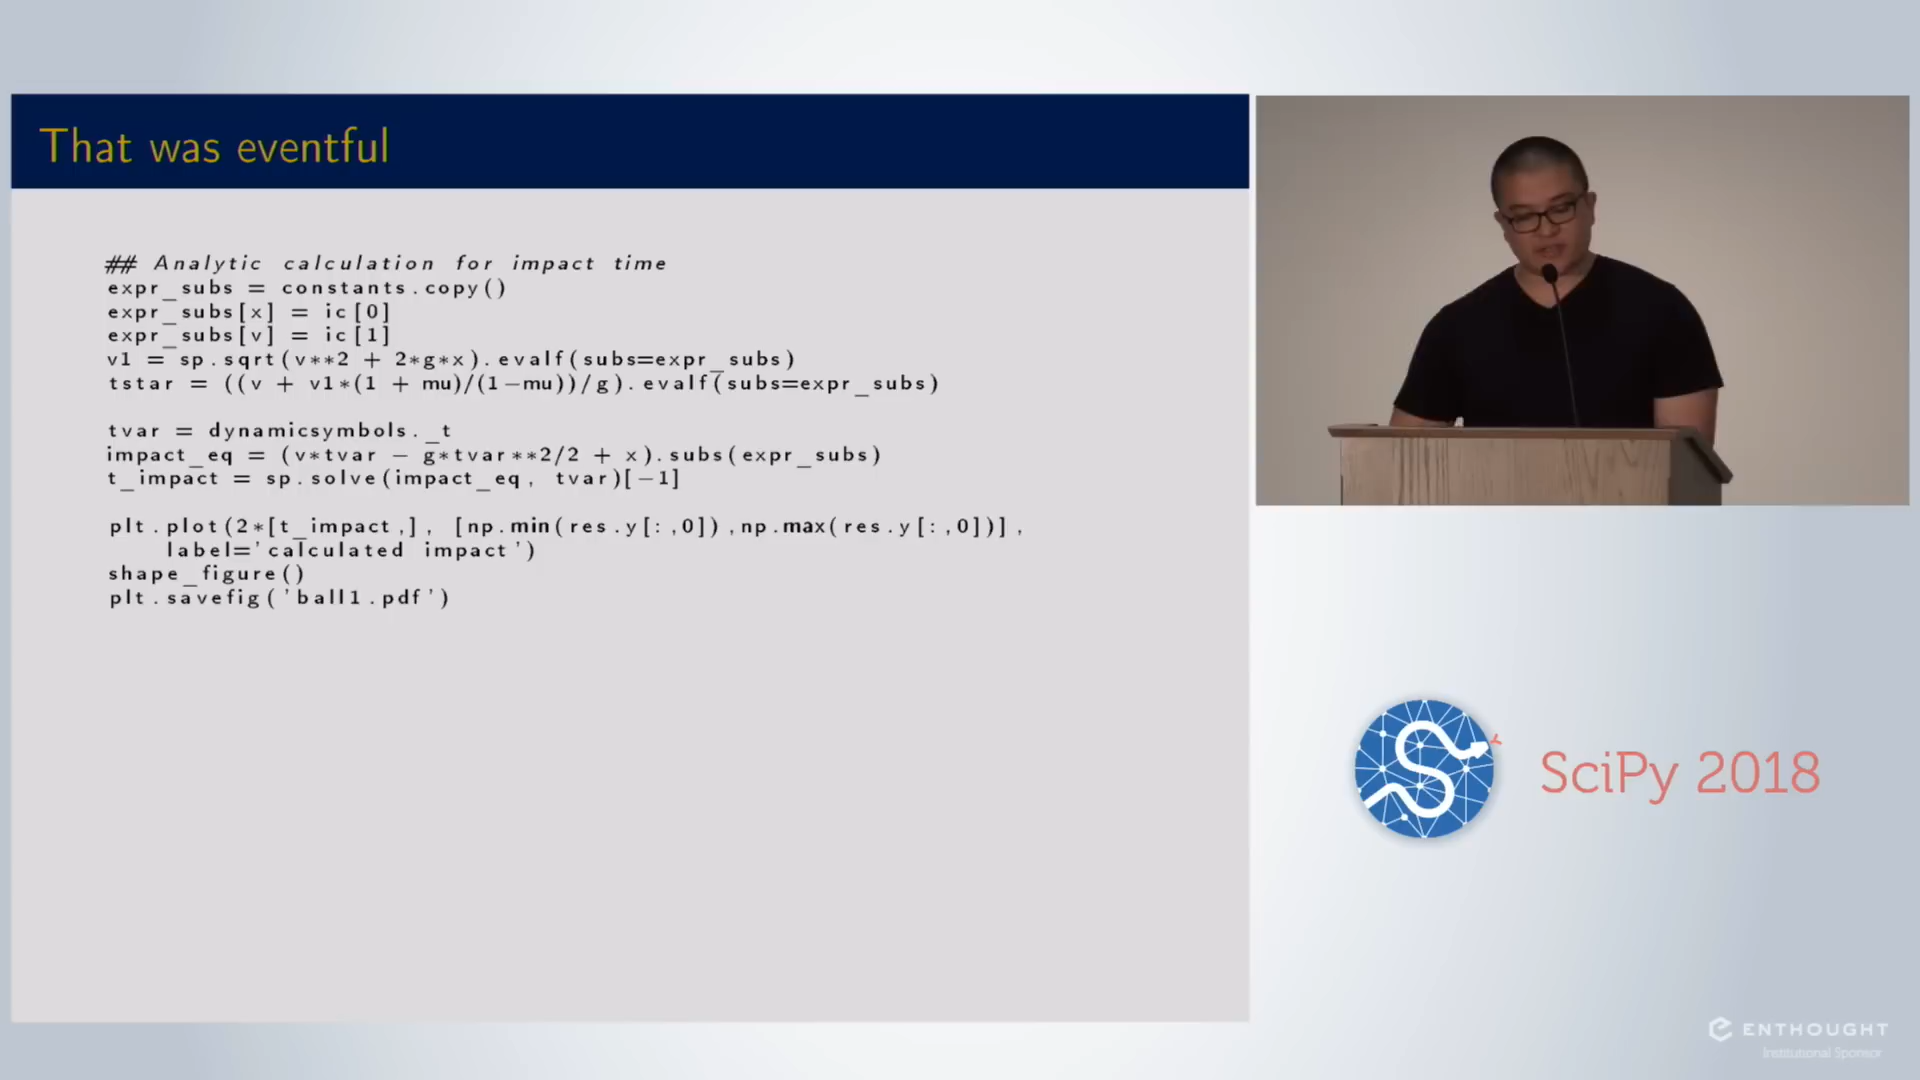 That was eventful
## Analytic calculation for impact time
expr_subs = constants.copy()
expr_subs[x] = ic[0]
expr_subs[v] = ic[1]
v1 = sp.sqrt(v**2 + 2*g*x).evalf(subs=expr_subs)
tstar = ((v + v1*(1 + mu)/(1-mu))/g).evalf(subs=expr_subs)
tvar = dynamicsymbols._t
impact_eq = (v*tvar - g*tvar**2/2 + x).subs(expr_subs)
t_impact = sp.solve(impact_eq, tvar)[-1]
plt.plot(2*[t_impact,], [np.min(res.y[:,0]),np.max(res.y[:,0])],
label='calculated impact')
shape_figure()
plt.savefig('ball1.pdf')
SciPy 2018
ENTHOUGHT
Institutional Sponsor